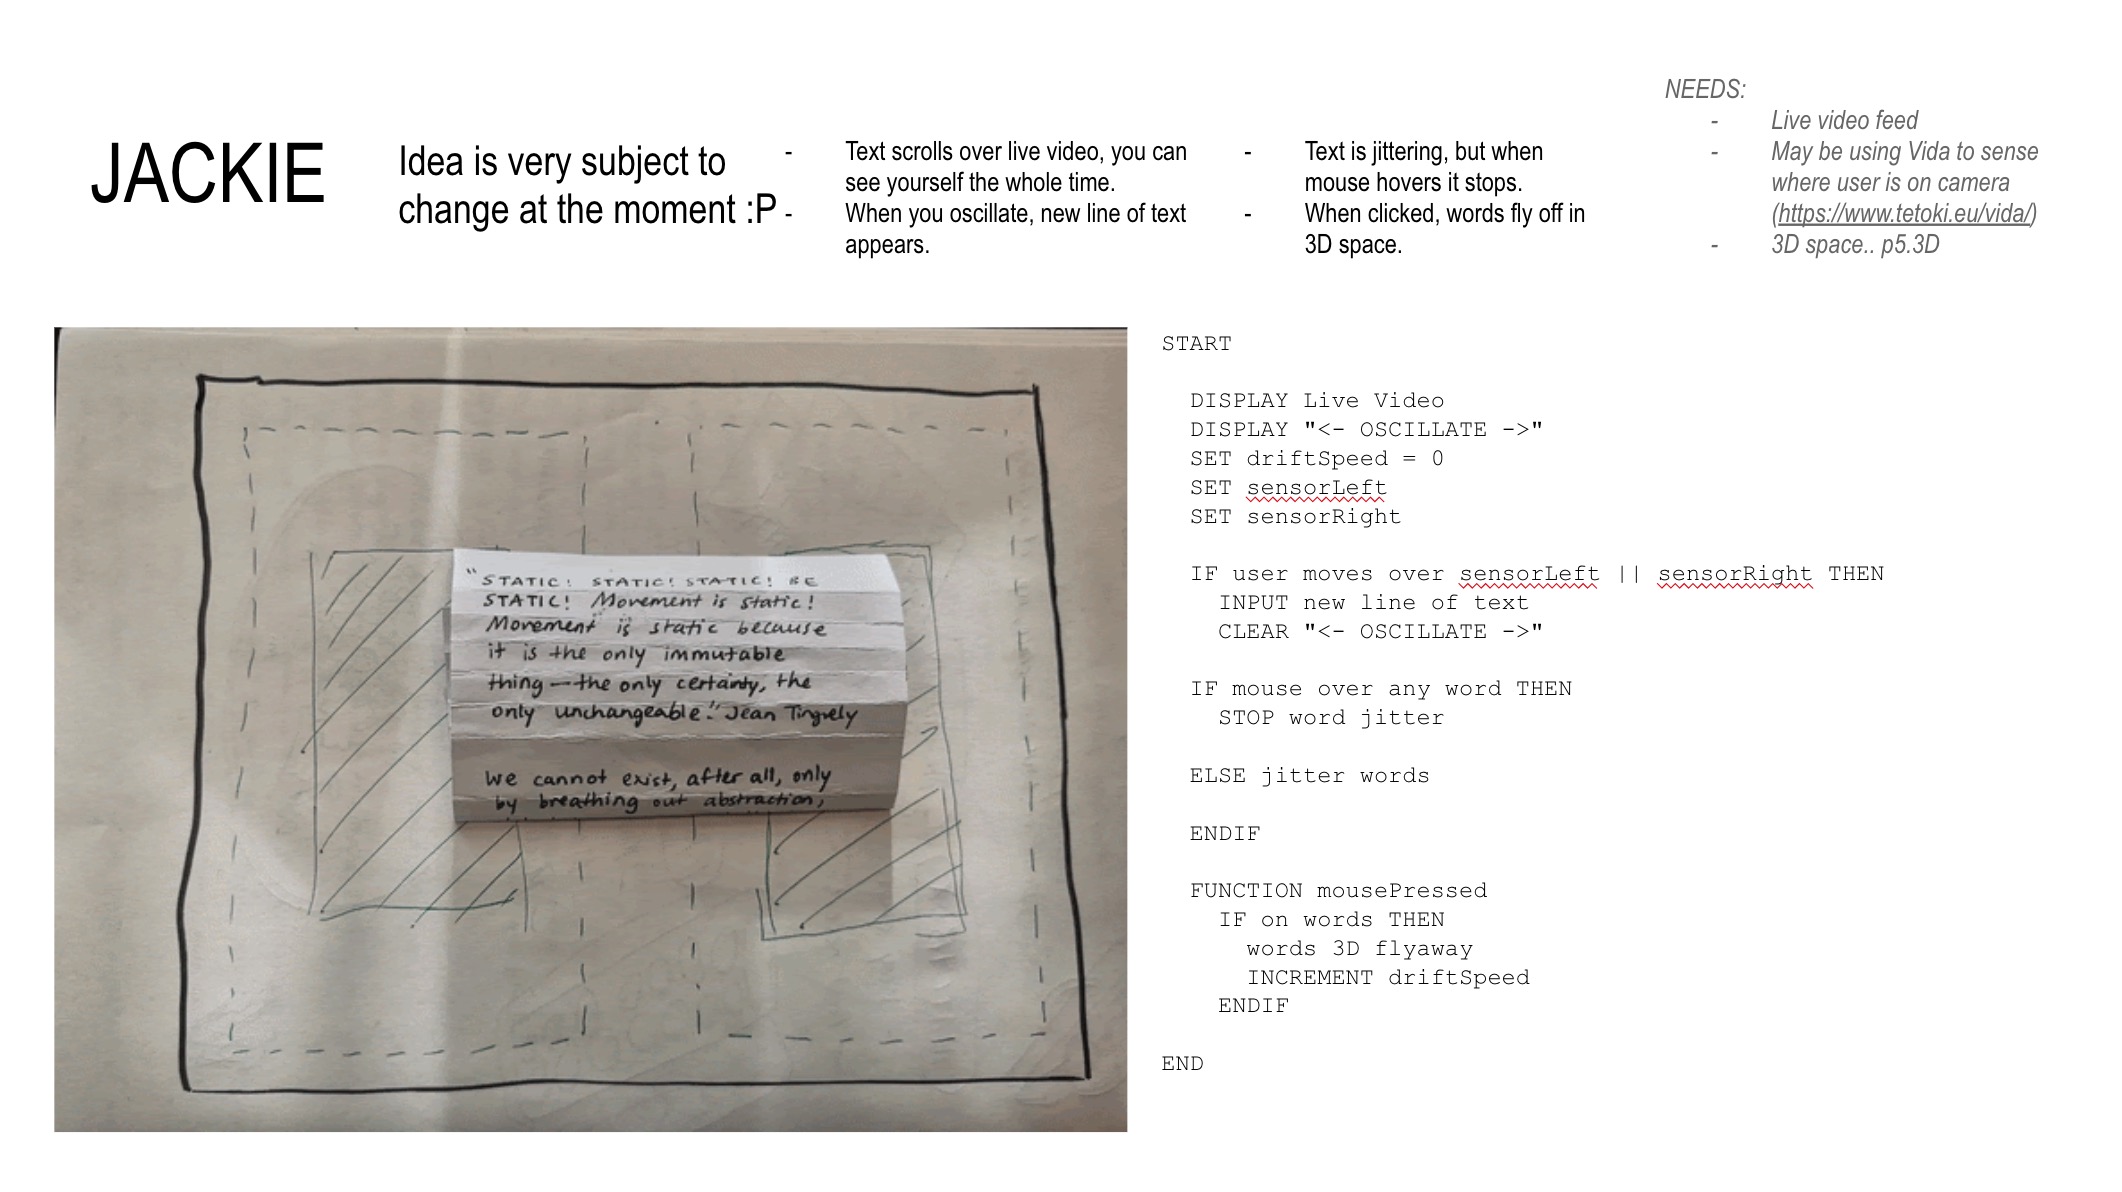 JACKIE
Idea is very subject to
change at the moment :P
- Text scrolls over live video, you can
see yourself the whole time.
- When you oscillate, new line of text
appears.
- Text is jittering, but when
mouse hovers it stops.
- When clicked, words fly off in
3D space.
NEEDS:
- Live video feed
- May be using Vida to sense
where user is on camera
(https://www.tetoki.eu/vida/)
- 3D space.. p5.3D
"STATIC! STATIC! STATIC! BE
STATIC! Movement is static!
Movement is static because
it is the only immutable
thing—the only certainty, the
only unchangeable." Jean Tinguely
We cannot exist, after all, only
by breathing out abstraction,
START
DISPLAY Live Video
DISPLAY "<- OSCILLATE ->"
SET driftSpeed = 0
SET sensorLeft
SET sensorRight
IF user moves over sensorLeft || sensorRight THEN
INPUT new line of text
CLEAR "<- OSCILLATE ->"
IF mouse over any word THEN
STOP word jitter
ELSE jitter words
ENDIF
FUNCTION mousePressed
IF on words THEN
words 3D flyaway
INCREMENT driftSpeed
ENDIF
END